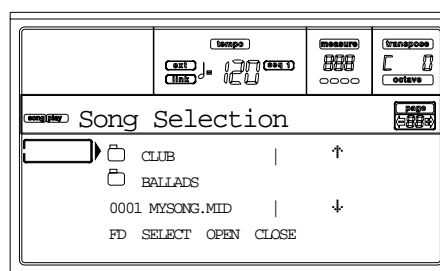 tempo measure transpose
ext seq 1 888 C 0
link ♩= 120 octave
song play Song Selection page
CLUB | ↑
BALLADS
0001 MYSONG.MID | ↓
FD SELECT OPEN CLOSE